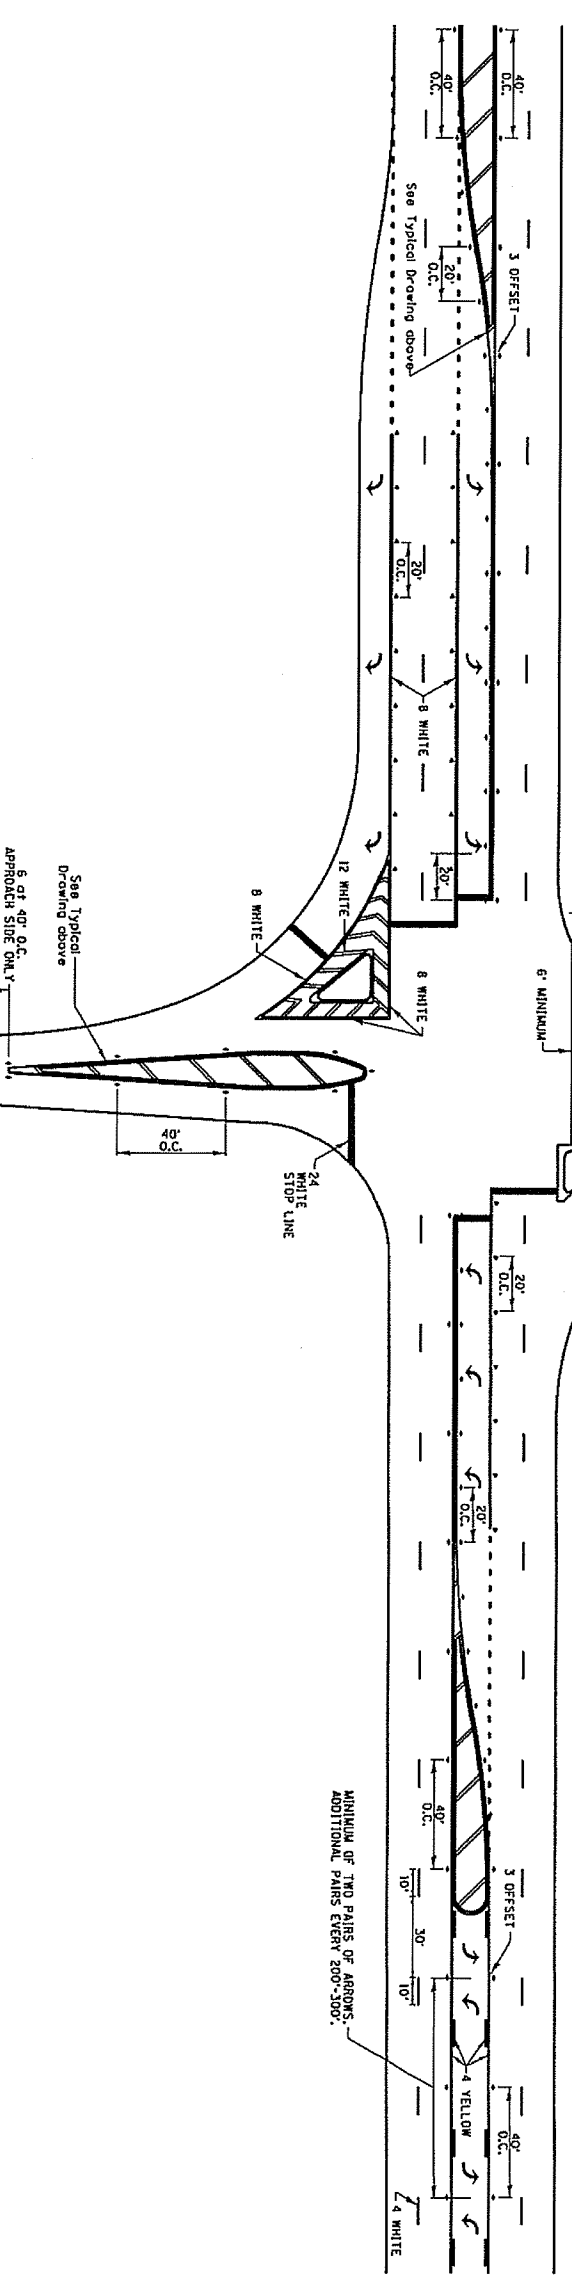 40'
O.C.
40'
O.C.
See Typical Drawing above
20'
O.C.
3 OFFSET
20'
O.C.
8 WHITE
20'
12 WHITE
8 WHITE
8 WHITE
6' MINIMUM
See Typical
Drawing above
6 at 40' O.C.
APPROACH SIDE ONLY
40'
O.C.
24
WHITE
STOP LINE
20'
O.C.
20'
O.C.
40'
O.C.
10'
30'
10'
3 OFFSET
MINIMUM OF TWO PAIRS OF ARROWS.
ADDITIONAL PAIRS EVERY 200'-300'.
4 YELLOW
40'
O.C.
4 WHITE